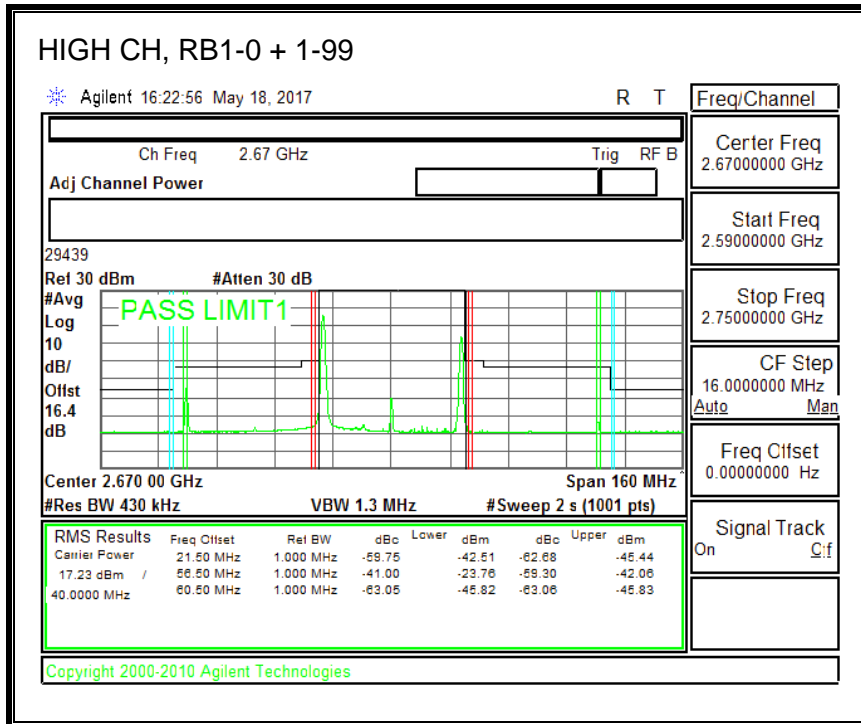 HIGH CH, RB1-0 + 1-99
Agilent 16:22:56 May 18, 2017 R T
Freq/Channel
Ch Freq 2.67 GHz Trig RF B
Adj Channel Power
Center Freq
2.67000000 GHz
Start Freq
2.59000000 GHz
Stop Freq
2.75000000 GHz
CF Step
16.0000000 MHz
Auto Man
Freq Offset
0.00000000 Hz
Signal Track
On Off
29439
Ref 30 dBm #Atten 30 dB
#Avg
Log
10
dB/
Offst
16.4
dB
PASS LIMIT1
Center 2.670 00 GHz Span 160 MHz
#Res BW 430 kHz VBW 1.3 MHz #Sweep 2 s (1001 pts)
RMS Results Freq Offset Ref BW dBc Lower dBm dBc Upper dBm
Carrier Power 21.50 MHz 1.000 MHz -59.75 -42.51 -62.68 -45.44
17.23 dBm / 56.50 MHz 1.000 MHz -41.00 -23.76 -59.30 -42.06
40.0000 MHz 60.50 MHz 1.000 MHz -63.05 -45.82 -63.06 -45.83
Copyright 2000-2010 Agilent Technologies